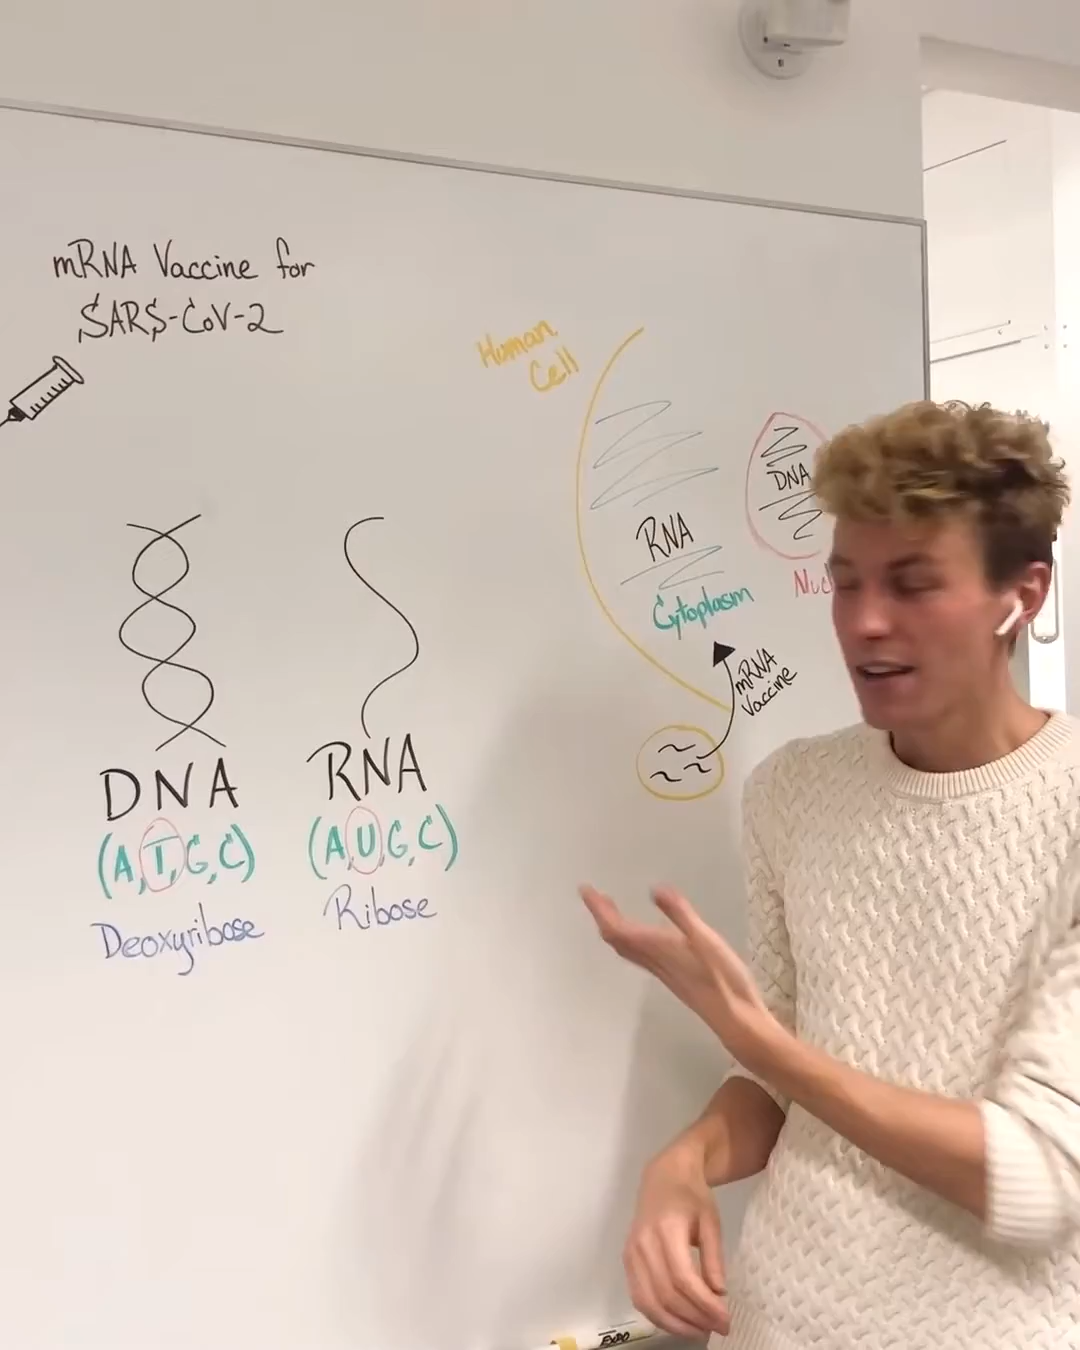 mRNA Vaccine for
SARS-CoV-2
Human
Cell
DNA
RNA
Cytoplasm
mRNA
Vaccine
DNA
RNA
(A,T,G,C)
(A,U,G,C)
Deoxyribose
Ribose
EXPO